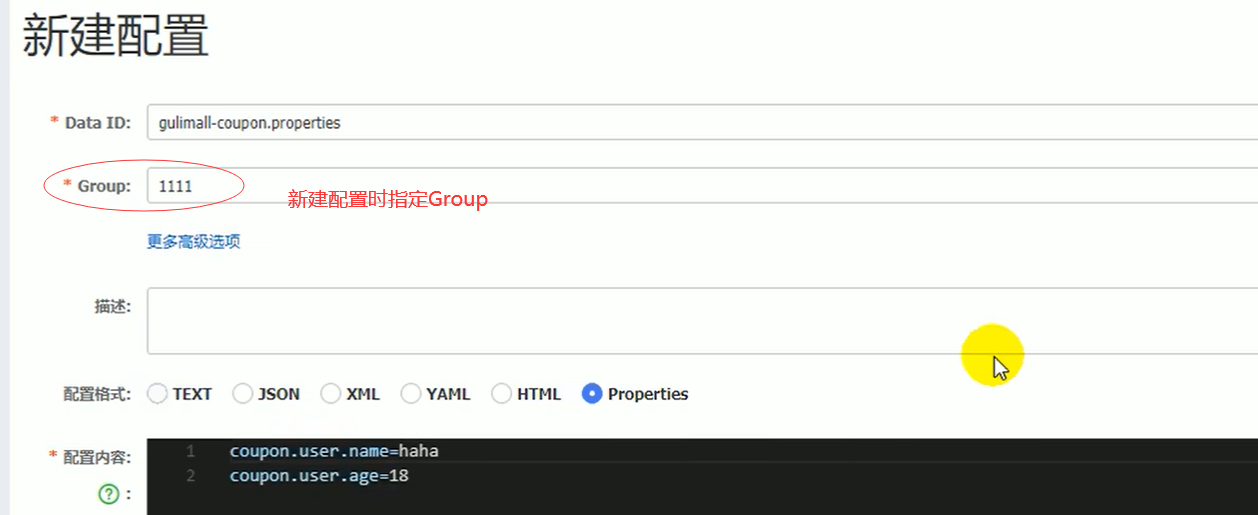 新建配置
* Data ID: gulimall-coupon.properties
* Group: 1111
新建配置时指定Group
更多高级选项
描述:
配置格式: TEXT JSON XML YAML HTML Properties
* 配置内容:
? :
1 coupon.user.name=haha
2 coupon.user.age=18